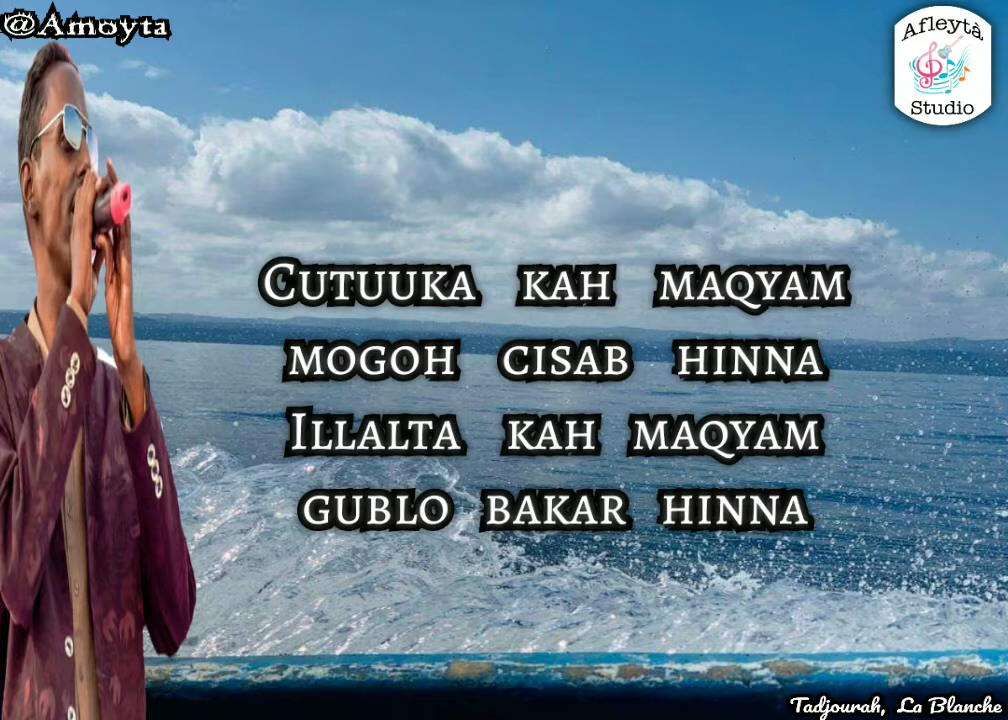 @Amoyta
Afleytà
Studio
Cutuuka kah maqyam
mogoh cisab hinna
Illalta kah maqyam
gublo bakar hinna
Tadjourah, La Blanche